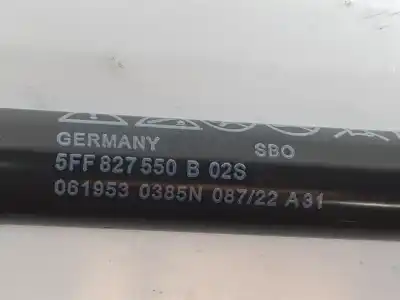 GERMANY SBO
5FF 827 550 B 02S
061953 0385N 087/22 A31